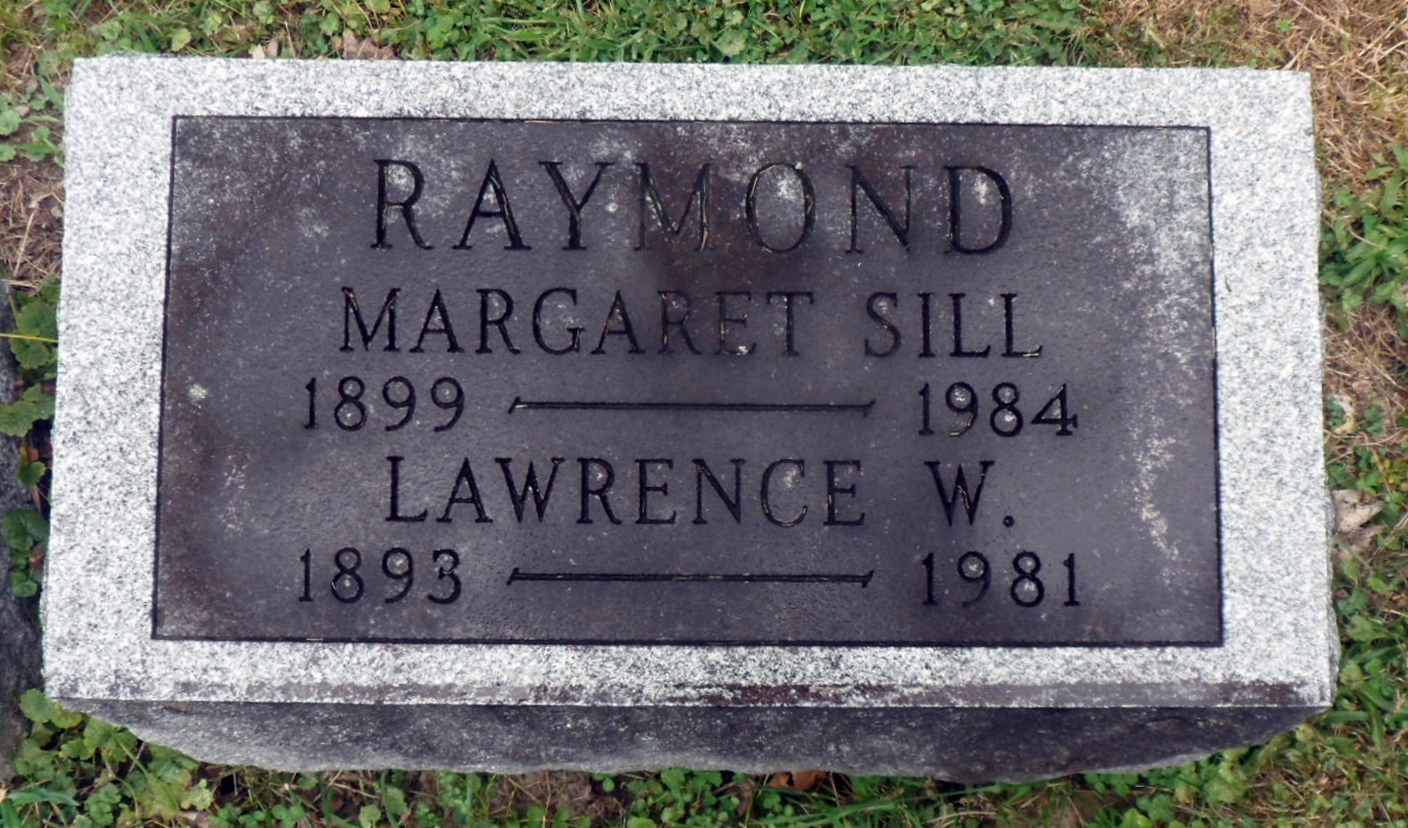 RAYMOND
MARGARET SILL
1899 — 1984
LAWRENCE W.
1893 — 1981